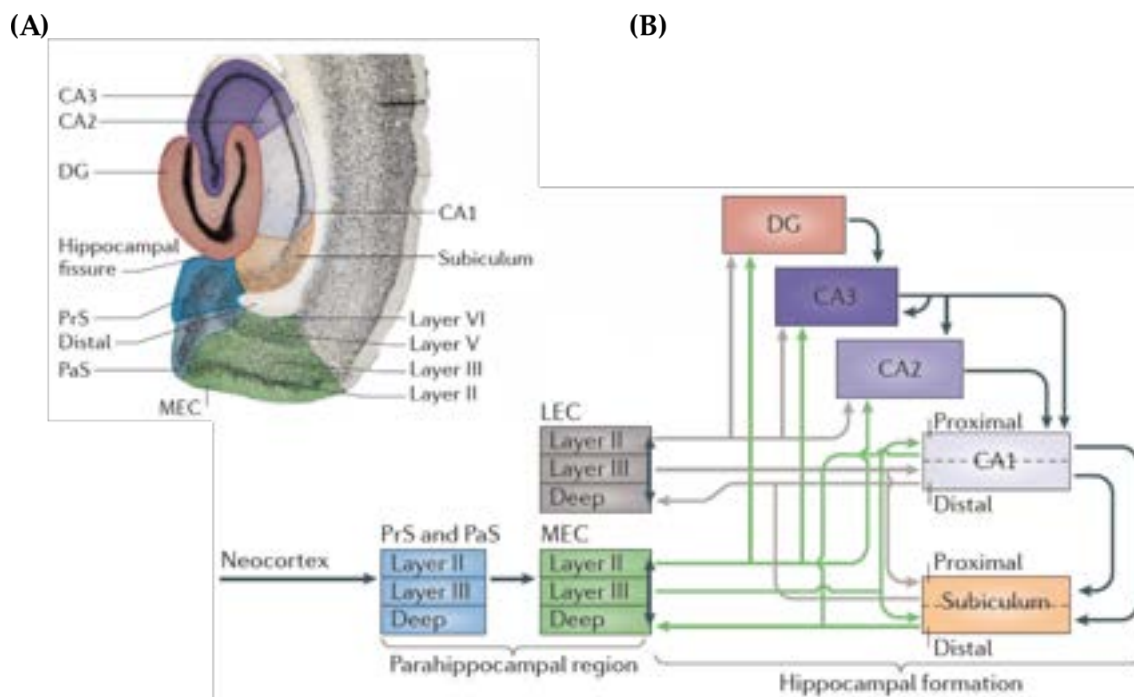 (A)
(B)
CA3
CA2
DG
CA1
Hippocampal
fissure
Subiculum
PrS
Distal
PaS
MEC
Layer VI
Layer V
Layer III
Layer II
DG
CA3
CA2
LEC
Layer II
Layer III
Deep
Proximal
CA1
Distal
PrS and PaS
MEC
Neocortex
Layer II
Layer III
Deep
Layer II
Layer III
Deep
Proximal
Subiculum
Distal
Parahippocampal region
Hippocampal formation